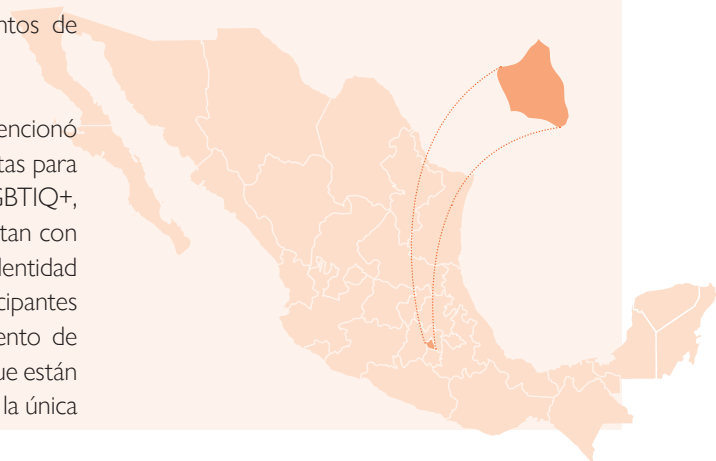 ntos de
encionó
tas para
GBTIQ+,
tan con
dentidad
cipantes
ento de
ue están
la única